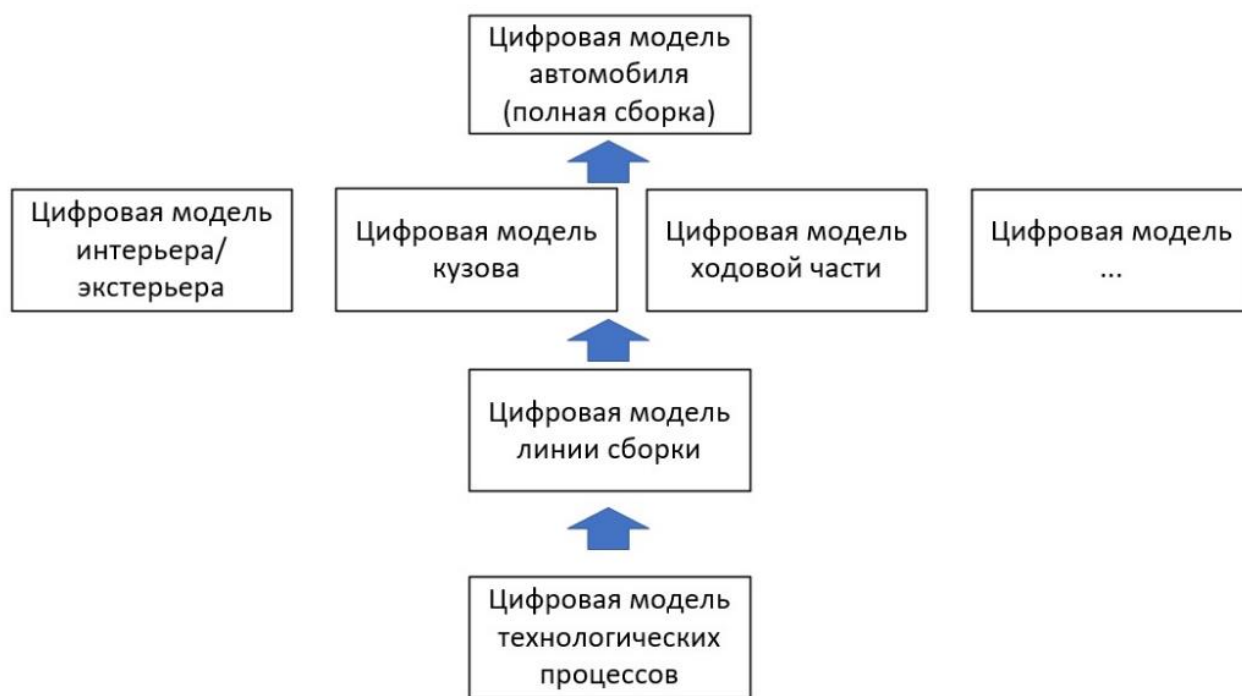 Цифровая модель
автомобиля
(полная сборка)
Цифровая модель
интерьера/
экстерьера
Цифровая модель
кузова
Цифровая модель
ходовой части
Цифровая модель
...
Цифровая модель
линии сборки
Цифровая модель
технологических
процессов